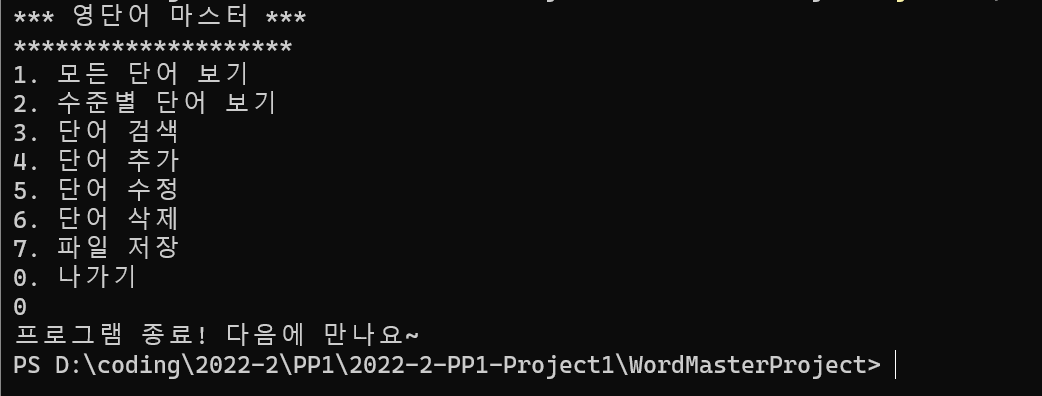 *** 영단어 마스터 ***
********************
1. 모든 단어 보기
2. 수준별 단어 보기
3. 단어 검색
4. 단어 추가
5. 단어 수정
6. 단어 삭제
7. 파일 저장
0. 나가기
0
프로그램 종료! 다음에 만나요~
PS D:\coding\2022-2\PP1\2022-2-PP1-Project1\WordMasterProject>